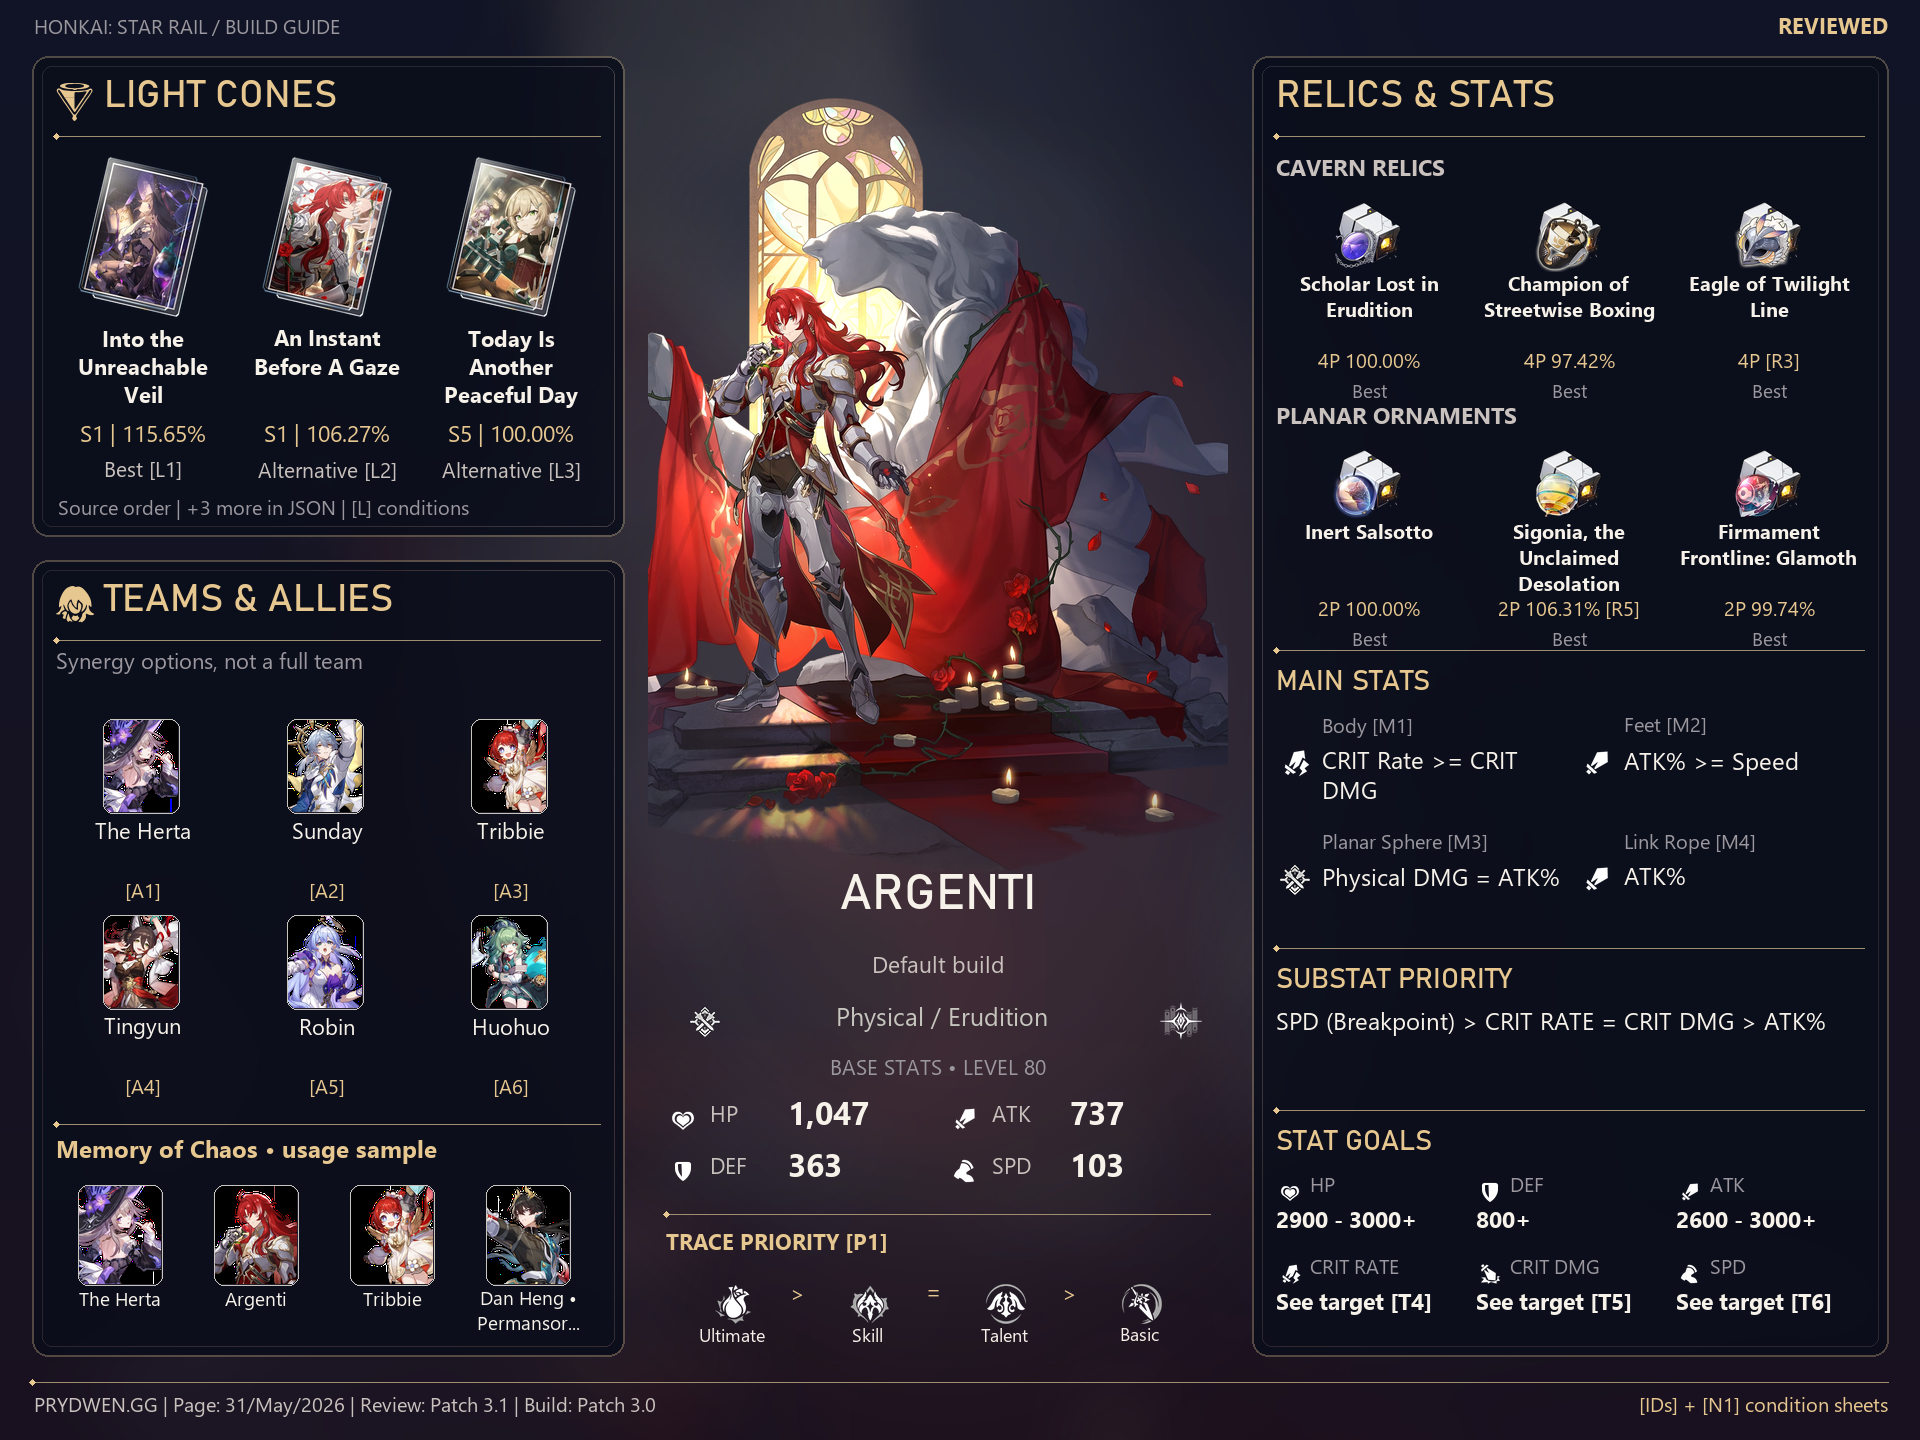 HONKAI: STAR RAIL / BUILD GUIDE
REVIEWED
LIGHT CONES
Into the
Unreachable
Veil
S1 | 115.65%
Best [L1]
An Instant
Before A Gaze
S1 | 106.27%
Alternative [L2]
Today Is
Another
Peaceful Day
S5 | 100.00%
Alternative [L3]
Source order | +3 more in JSON | [L] conditions
TEAMS & ALLIES
Synergy options, not a full team
The Herta
[A1]
Sunday
[A2]
Tribbie
[A3]
Tingyun
[A4]
Robin
[A5]
Huohuo
[A6]
Memory of Chaos • usage sample
The Herta
Argenti
Tribbie
Dan Heng •
Permansor...
ARGENTI
Default build
Physical / Erudition
BASE STATS • LEVEL 80
HP 1,047
ATK 737
DEF 363
SPD 103
TRACE PRIORITY [P1]
Ultimate > Skill = Talent > Basic
RELICS & STATS
CAVERN RELICS
Scholar Lost in
Erudition
4P 100.00%
Best
Champion of
Streetwise Boxing
4P 97.42%
Best
Eagle of Twilight
Line
4P [R3]
Best
PLANAR ORNAMENTS
Inert Salsotto
2P 100.00%
Best
Sigonia, the
Unclaimed
Desolation
2P 106.31% [R5]
Best
Firmament
Frontline: Glamoth
2P 99.74%
Best
MAIN STATS
Body [M1]
CRIT Rate >= CRIT
DMG
Feet [M2]
ATK% >= Speed
Planar Sphere [M3]
Physical DMG = ATK%
Link Rope [M4]
ATK%
SUBSTAT PRIORITY
SPD (Breakpoint) > CRIT RATE = CRIT DMG > ATK%
STAT GOALS
HP
2900 - 3000+
DEF
800+
ATK
2600 - 3000+
CRIT RATE
See target [T4]
CRIT DMG
See target [T5]
SPD
See target [T6]
PRYDWEN.GG | Page: 31/May/2026 | Review: Patch 3.1 | Build: Patch 3.0
[IDs] + [N1] condition sheets